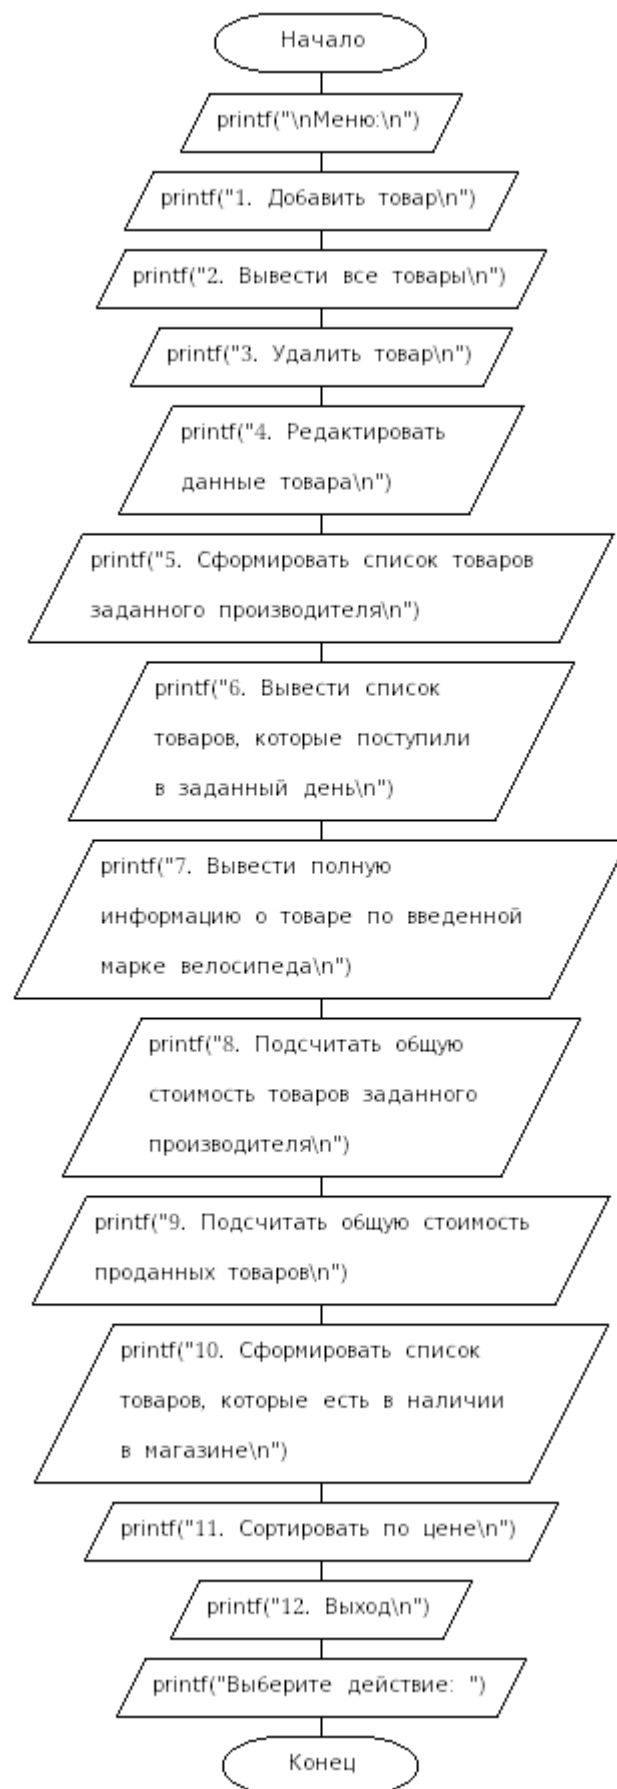 Начало
printf("\nМеню:\n")
printf("1. Добавить товар\n")
printf("2. Вывести все товары\n")
printf("3. Удалить товар\n")
printf("4. Редактировать
данные товара\n")
printf("5. Сформировать список товаров
заданного производителя\n")
printf("6. Вывести список
товаров, которые поступили
в заданный день\n")
printf("7. Вывести полную
информацию о товаре по введенной
марке велосипеда\n")
printf("8. Подсчитать общую
стоимость товаров заданного
производителя\n")
printf("9. Подсчитать общую стоимость
проданных товаров\n")
printf("10. Сформировать список
товаров, которые есть в наличии
в магазине\n")
printf("11. Сортировать по цене\n")
printf("12. Выход\n")
printf("Выберите действие: ")
Конец